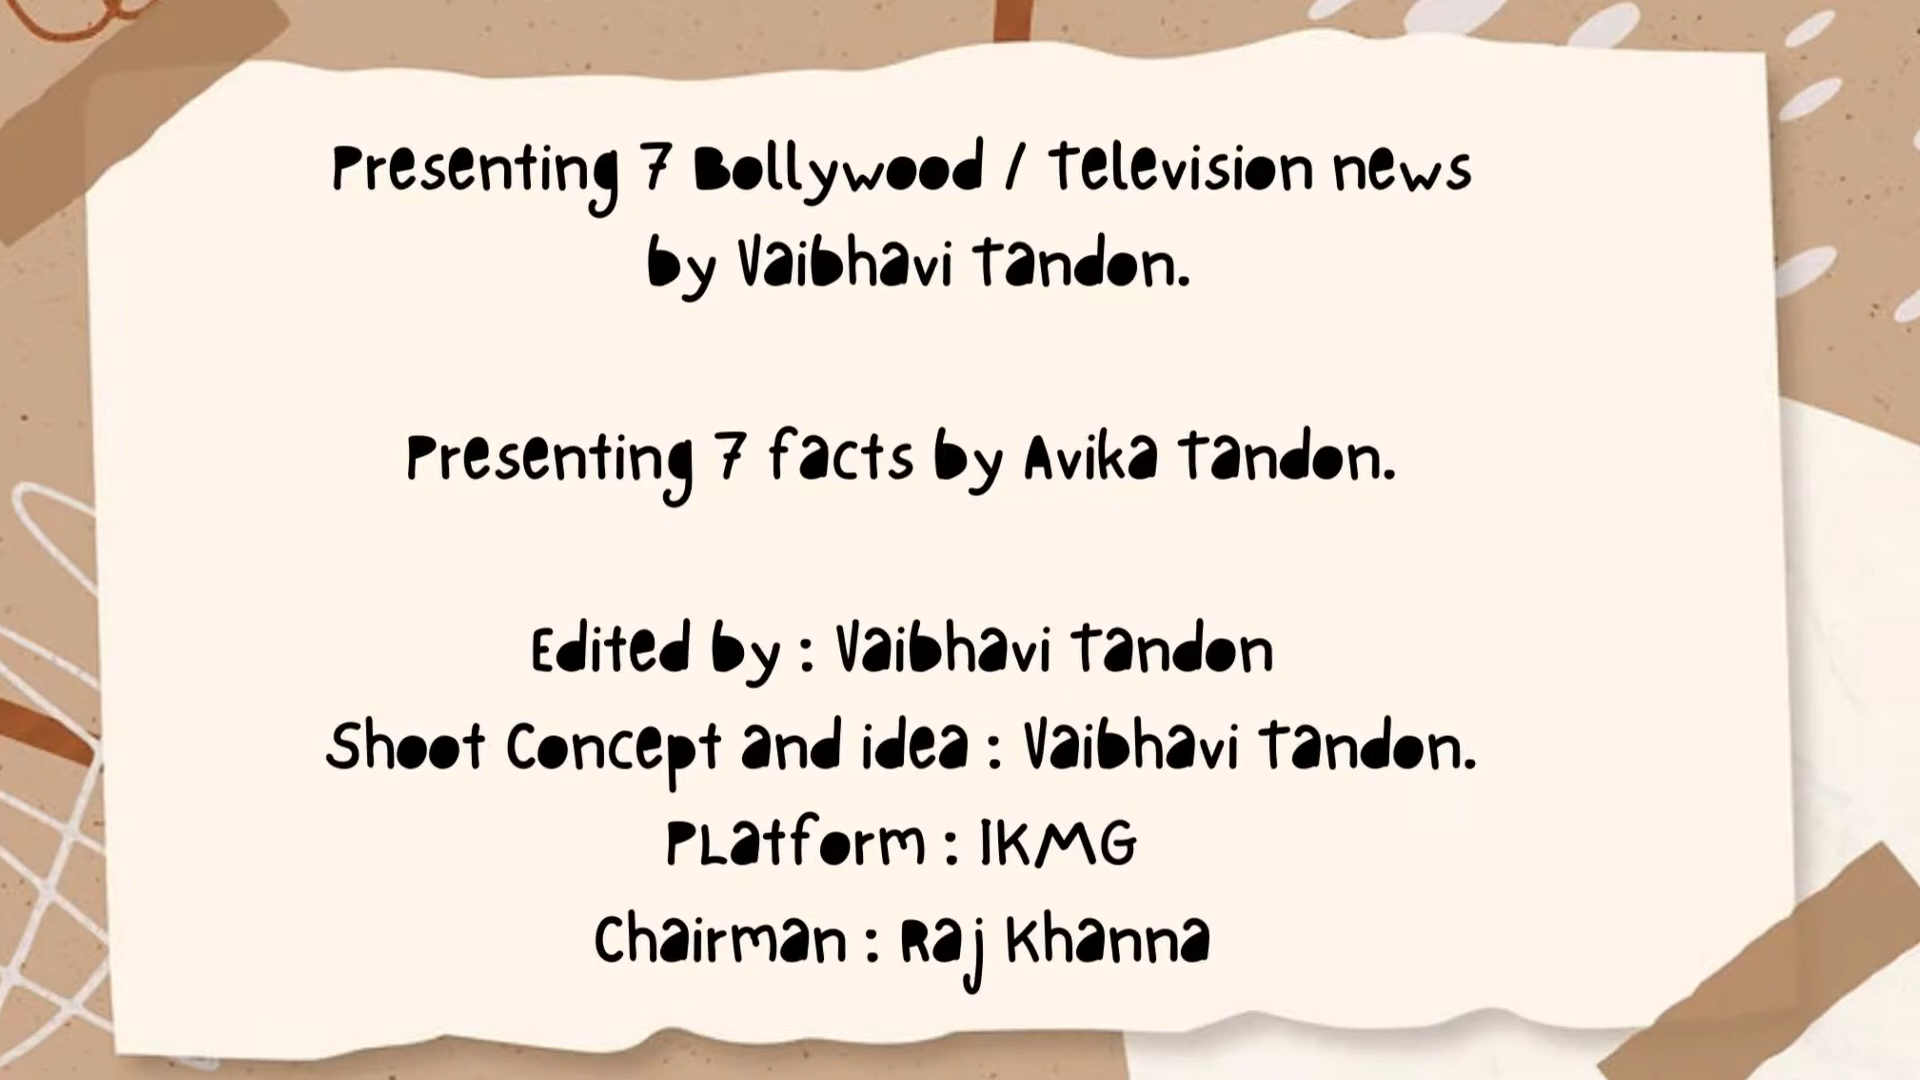 Presenting 7 Bollywood / Television news
by Vaibhavi Tandon.
Presenting 7 facts by Avika Tandon.
Edited by : Vaibhavi Tandon
Shoot Concept and idea : Vaibhavi Tandon.
Platform : IKMG
Chairman : Raj Khanna